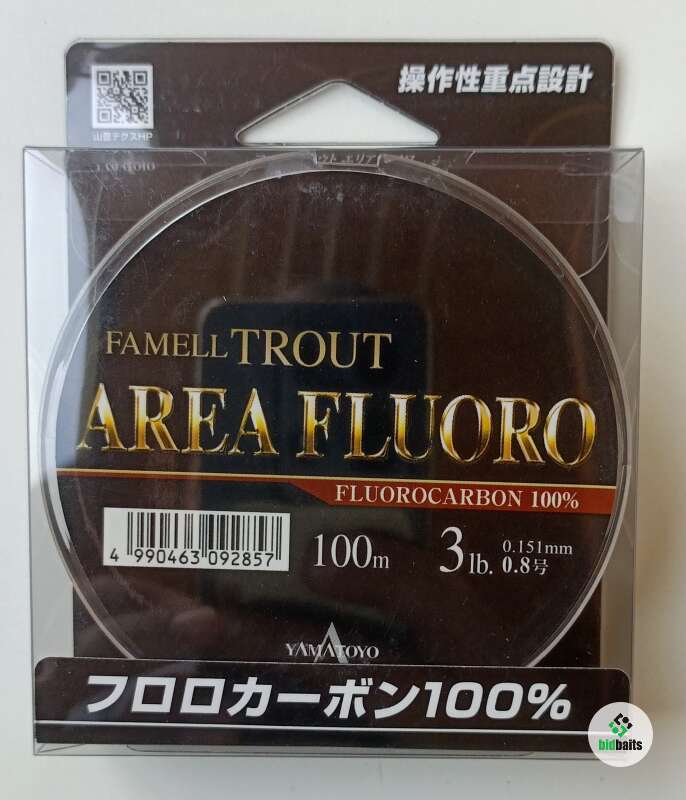 操作性重点設計
山豊テグスHP
FAMELL TROUT
AREA FLUORO
FLUOROCARBON 100%
4 990463 092857
100m
3lb.
0.151mm
0.8号
YAMATOYO
フロロカーボン100%
bidbaits